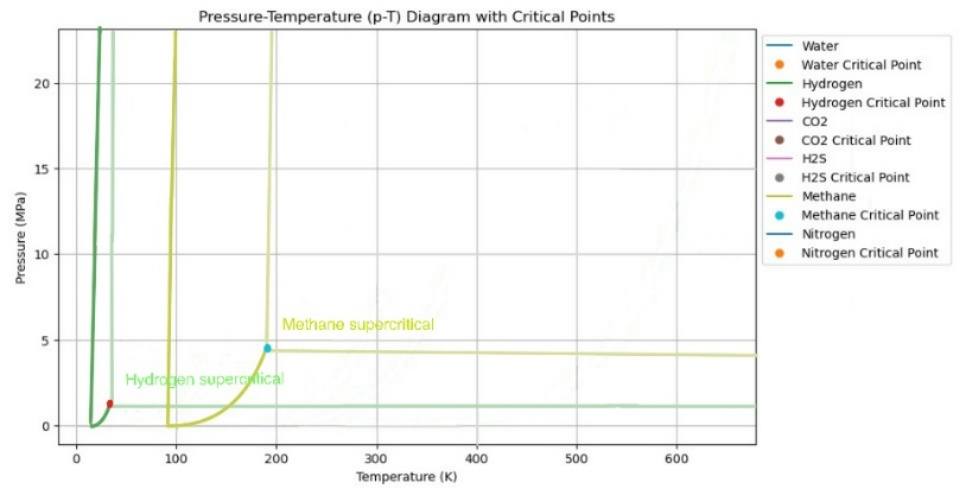 Pressure-Temperature (p-T) Diagram with Critical Points
Pressure (MPa)
20
15
10
5
0
Methane supercritical
Hydrogen supercritical
0 100 200 300 400 500 600
Temperature (K)
Water
Water Critical Point
Hydrogen
Hydrogen Critical Point
CO2
CO2 Critical Point
H2S
H2S Critical Point
Methane
Methane Critical Point
Nitrogen
Nitrogen Critical Point